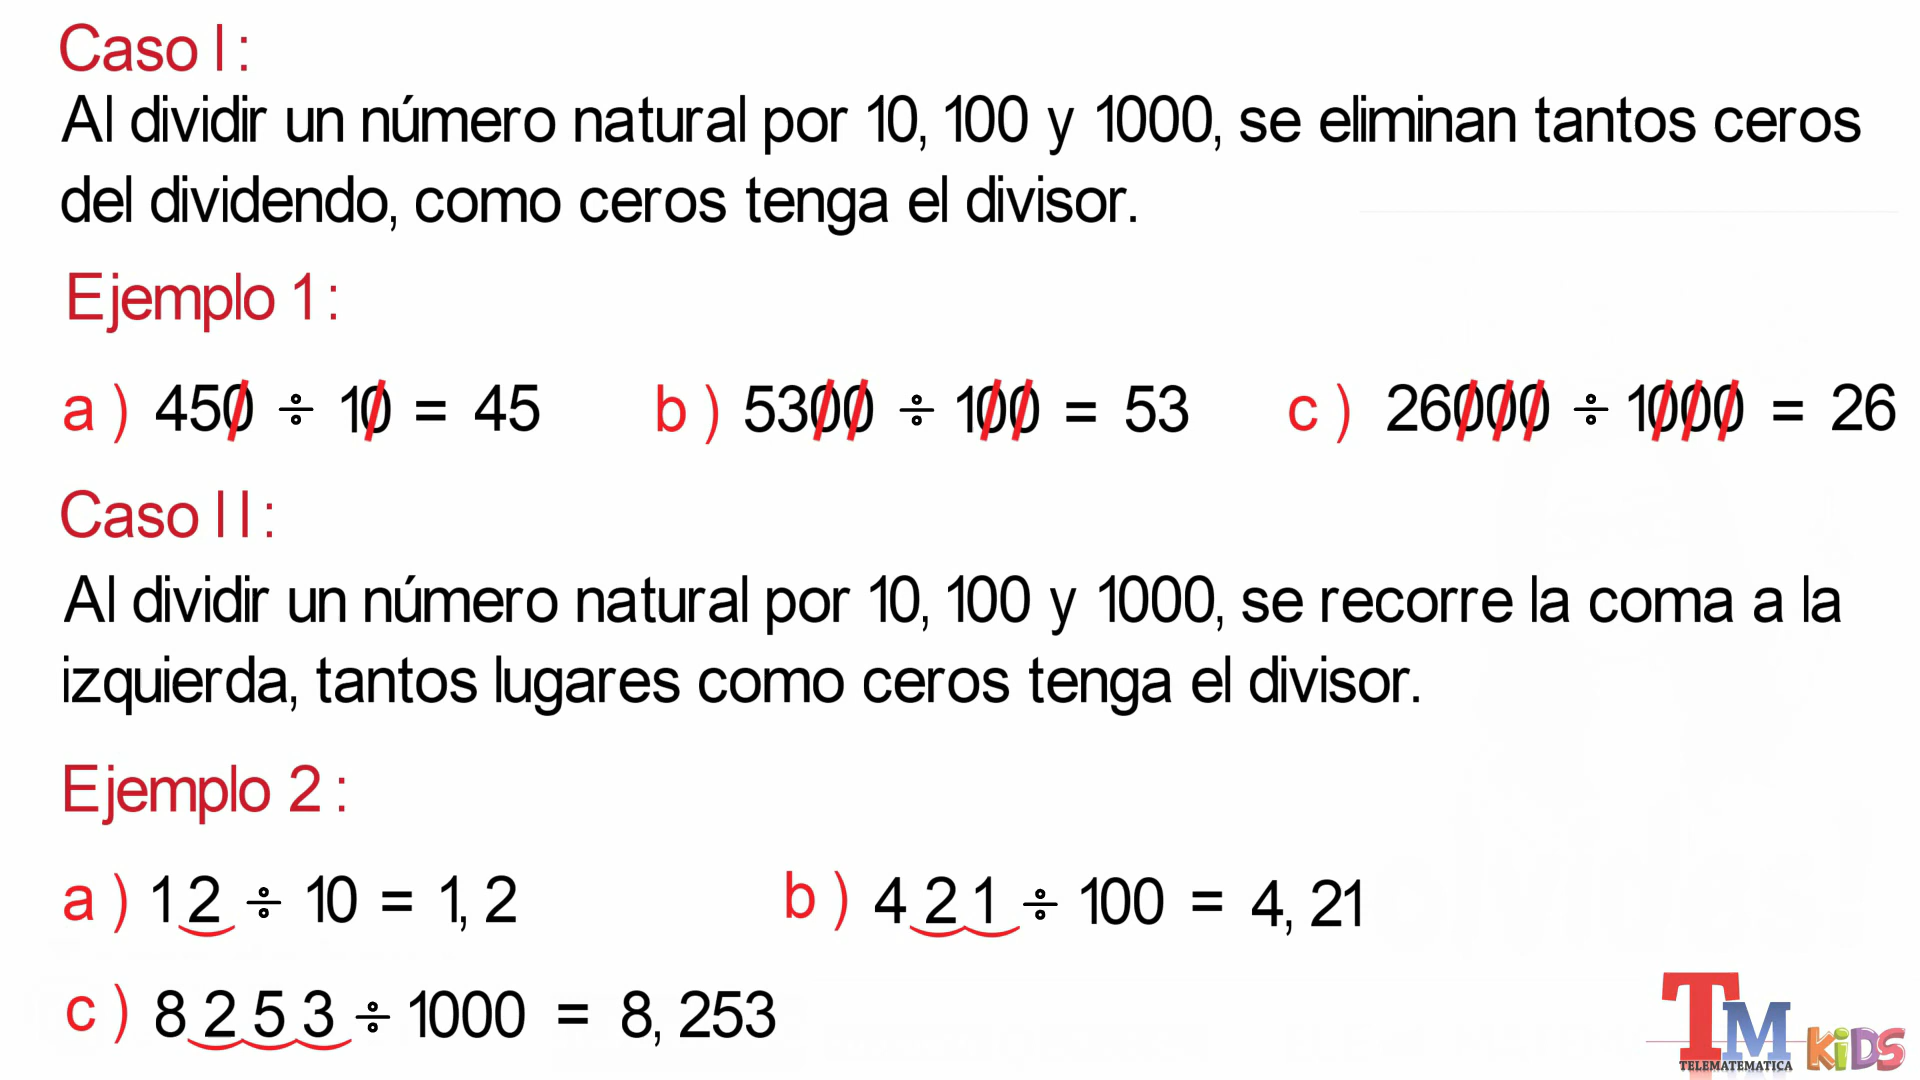 Caso I:
Al dividir un número natural por 10, 100 y 1000, se eliminan tantos ceros
del dividendo, como ceros tenga el divisor.
Ejemplo 1:
a) 450 ÷ 10 = 45 b) 5300 ÷ 100 = 53 c) 26000 ÷ 1000 = 26
Caso II:
Al dividir un número natural por 10, 100 y 1000, se recorre la coma a la
izquierda, tantos lugares como ceros tenga el divisor.
Ejemplo 2:
a) 12 ÷ 10 = 1,2 b) 421 ÷ 100 = 4,21
c) 8253 ÷ 1000 = 8,253
TM KiDS
TELEMATEMATICA